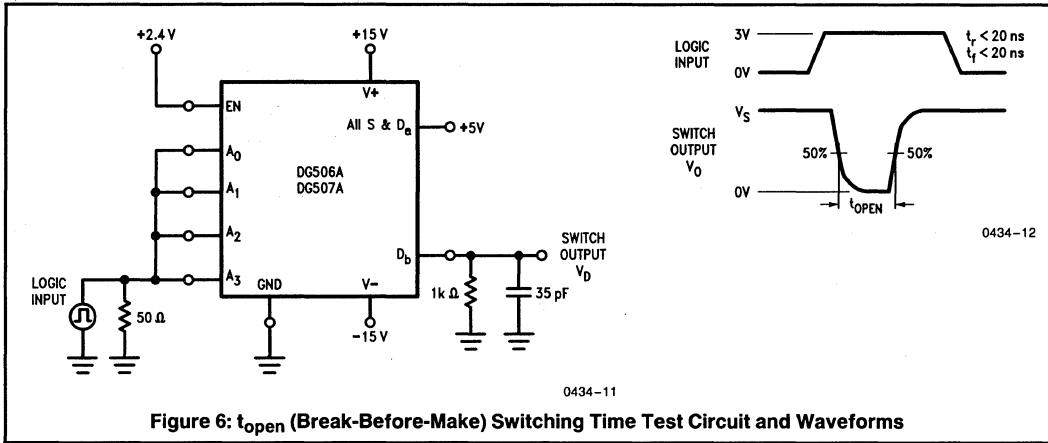 +2.4 V
+15 V
EN
V+
All S & Da
+5V
A0
A1
A2
A3
DG506A
DG507A
Db
SWITCH
OUTPUT
VD
GND
V−
LOGIC
INPUT
50 Ω
1k Ω
35 pF
−15 V
0434–11
LOGIC
INPUT
3V
0V
tr < 20 ns
tf < 20 ns
VS
SWITCH
OUTPUT
VO
50%
50%
0V
tOPEN
0434–12
Figure 6: topen (Break-Before-Make) Switching Time Test Circuit and Waveforms